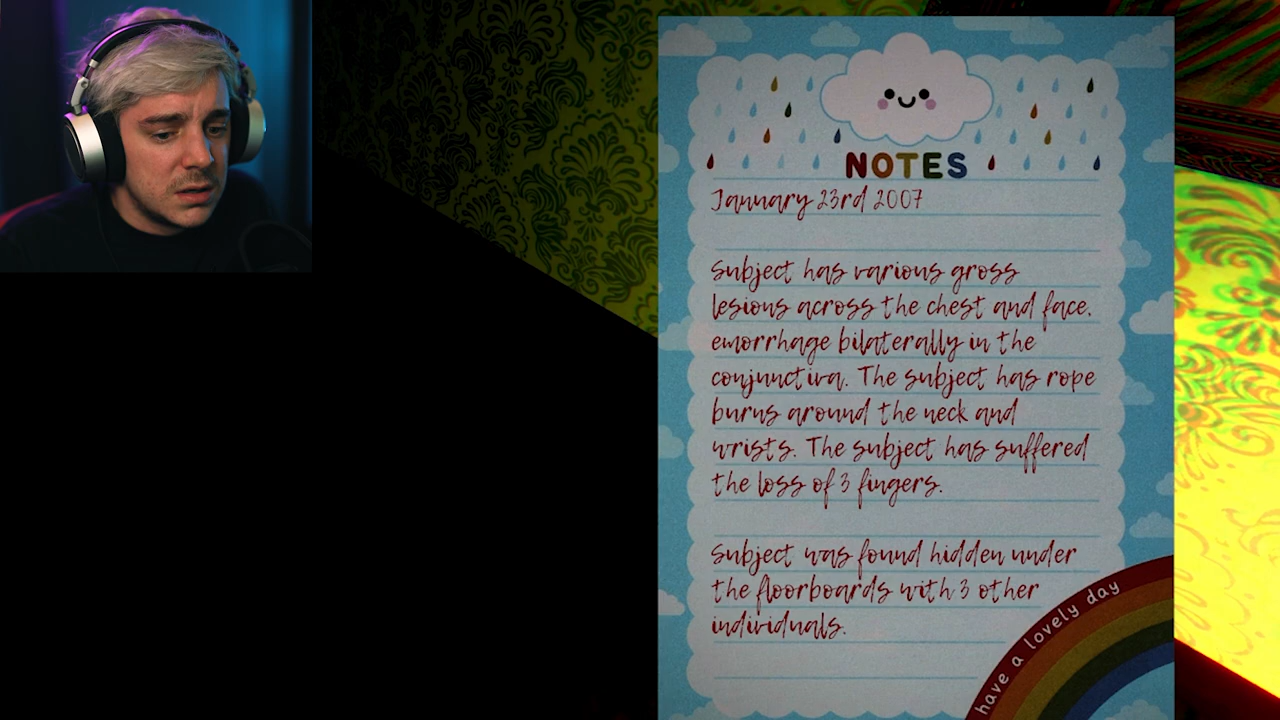 NOTES
January 23rd 2007
Subject has various gross
lesions across the chest and face.
emorrhage bilaterally in the
conjunctiva. The subject has rope
burns around the neck and
wrists. The subject has suffered
the loss of 3 fingers.
Subject was found hidden under
the floorboards with 3 other
individuals.
have a lovely day